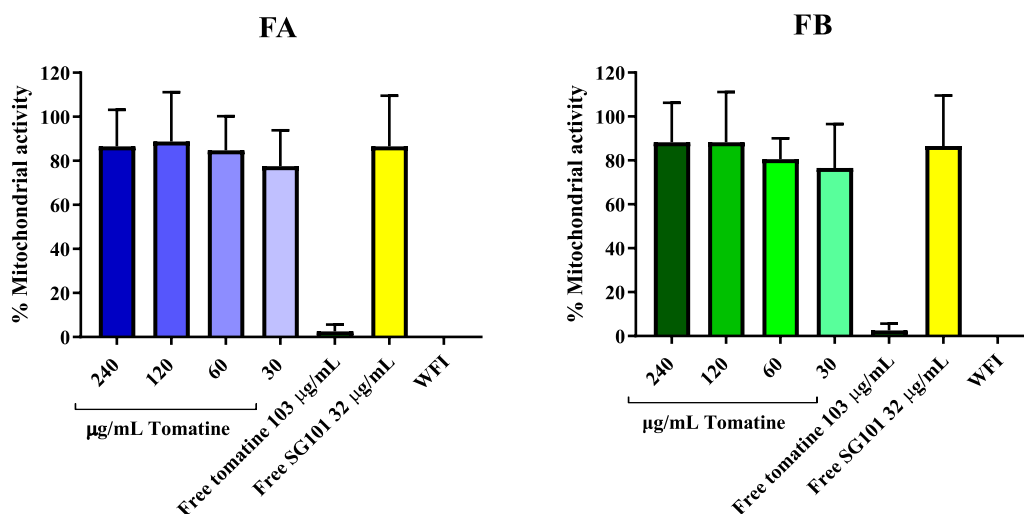 FA
% Mitochondrial activity
120
100
80
60
40
20
0
240
120
60
30
Free tomatine 103 μg/mL
Free SG101 32 μg/mL
WFI
μg/mL Tomatine
FB
% Mitochondrial activity
120
100
80
60
40
20
0
240
120
60
30
Free tomatine 103 μg/mL
Free SG101 32 μg/mL
WFI
μg/mL Tomatine